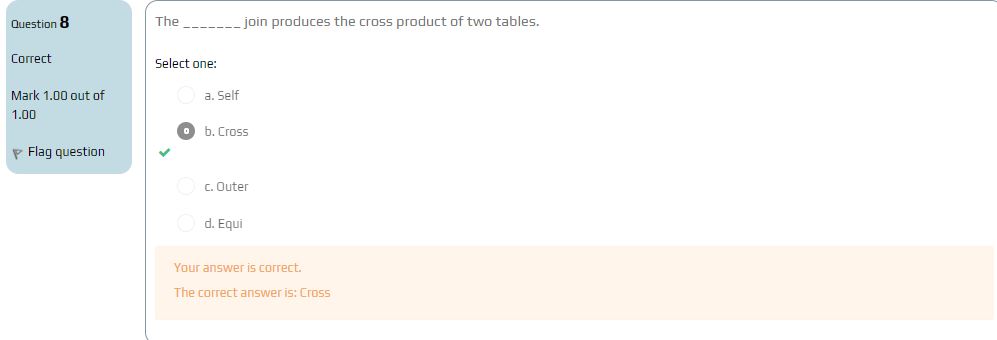 Question 8
Correct
Mark 1.00 out of
1.00
Flag question
The _______ join produces the cross product of two tables.
Select one:
a. Self
b. Cross
c. Outer
d. Equi
Your answer is correct.
The correct answer is: Cross